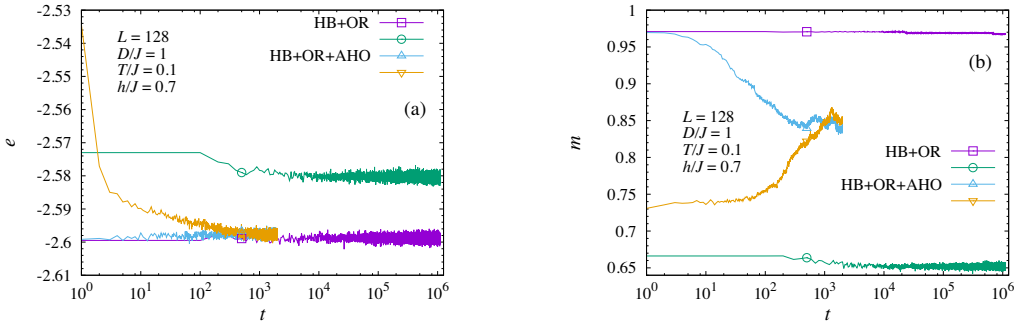 -2.53
-2.54
-2.55
-2.56
-2.57
-2.58
-2.59
-2.6
-2.61
e
L = 128
D/J = 1
T/J = 0.1
h/J = 0.7
HB+OR
HB+OR+AHO
(a)
10^0 10^1 10^2 10^3 10^4 10^5 10^6
t
1
0.95
0.9
0.85
0.8
0.75
0.7
0.65
m
(b)
L = 128
D/J = 1
T/J = 0.1
h/J = 0.7
HB+OR
HB+OR+AHO
10^0 10^1 10^2 10^3 10^4 10^5 10^6
t